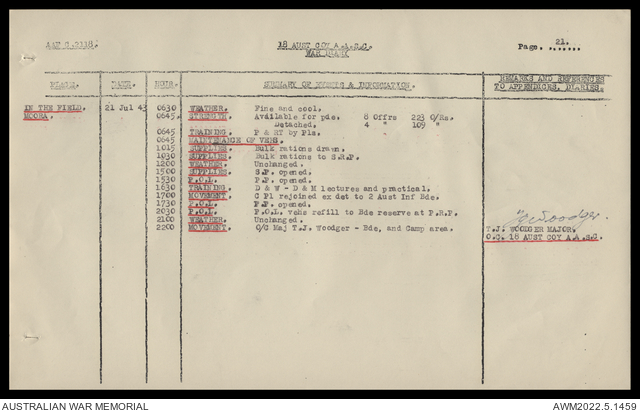 AAF C.2118.
18 AUST COY A.A.S.C.
WAR DIARY
Page. 21.
PLACE. DATE. HOUR. SUMMARY OF EVENTS & INFORMATION. REMARKS AND REFERENCES
TO APPENDICES, DIARIES.
IN THE FIELD. 21 Jul 43 0630 WEATHER. Fine and cool.
MOORA. 0645. STRENGTH. Available for pde. 8 Offrs 223 O/Rs.
Detached. 4 " 109 "
0645 TRAINING. P & RT by Pls.
0645 MAINTENANCE OF VEHS.
1015 SUPPLIES. Bulk rations drawn.
1030 SUPPLIES. Bulk rations to S.R.P.
1200 WEATHER. Unchanged.
1500 SUPPLIES. S.P. opened.
1530 P.O.L. P.P. opened.
1630 TRAINING. D & W - D & M lectures and practical.
1700 MOVEMENT. C Pl rejoined ex det to 2 Aust Inf Bde.
1730 P.O.L. P.P. opened.
2030 P.O.L. P.O.L. vehs refill to Bde reserve at P.R.P.
2100 WEATHER. Unchanged.
2200 MOVEMENT. O/C Maj T.J. Woodger - Bde, and Camp area.
TJ Woodger.
T.J. WOODGER MAJOR.
O.C. 18 AUST COY A.A.S.C.
AUSTRALIAN WAR MEMORIAL
AWM2022.5.1459